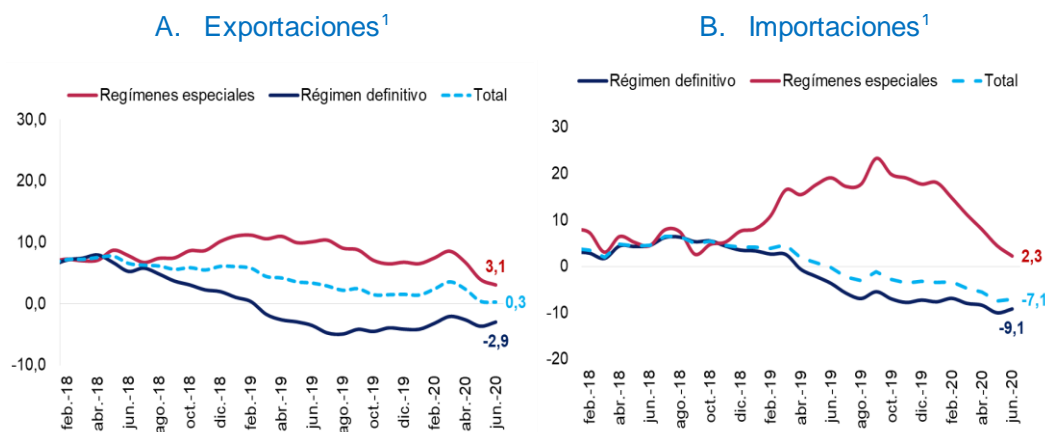 A. Exportaciones¹
Regímenes especiales Régimen definitivo Total
30,0
20,0
10,0
0,0
-10,0
3,1
0,3
-2,9
feb.-18
abr.-18
jun.-18
ago.-18
oct.-18
dic.-18
feb.-19
abr.-19
jun.-19
ago.-19
oct.-19
dic.-19
feb.-20
abr.-20
jun.-20
B. Importaciones¹
Régimen definitivo Regímenes especiales Total
30
20
10
0
-10
-20
2,3
-7,1
-9,1
feb.-18
abr.-18
jun.-18
ago.-18
oct.-18
dic.-18
feb.-19
abr.-19
jun.-19
ago.-19
oct.-19
dic.-19
feb.-20
abr.-20
jun.-20